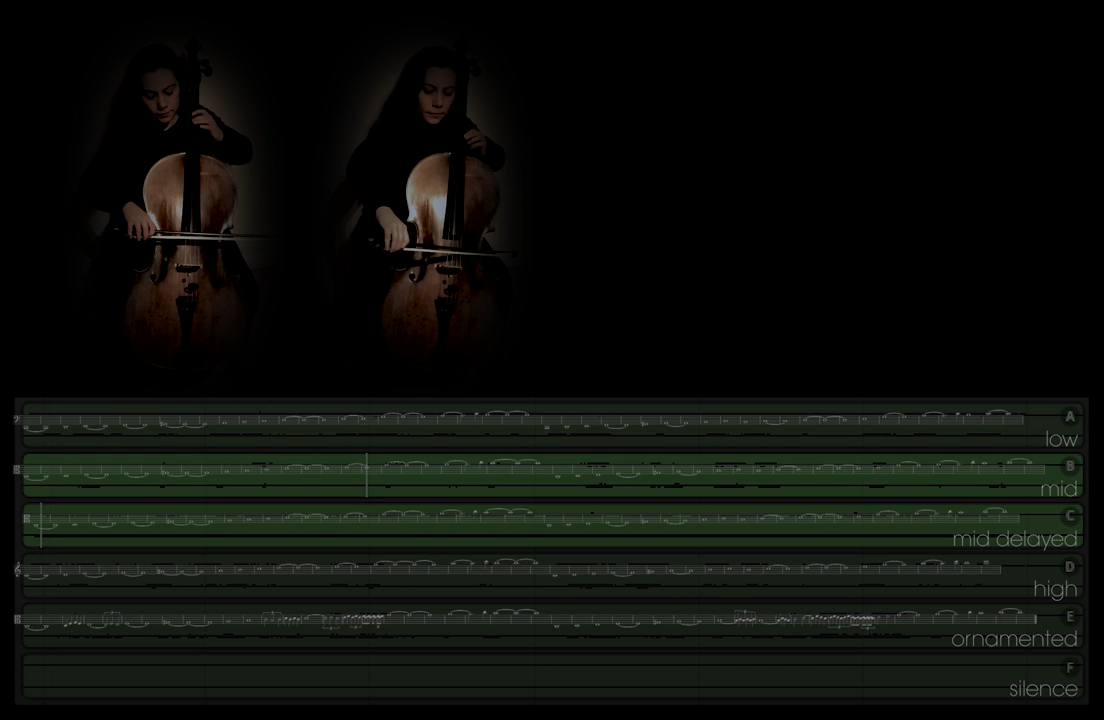 A
low
B
mid
C
mid delayed
D
high
E
ornamented
F
silence